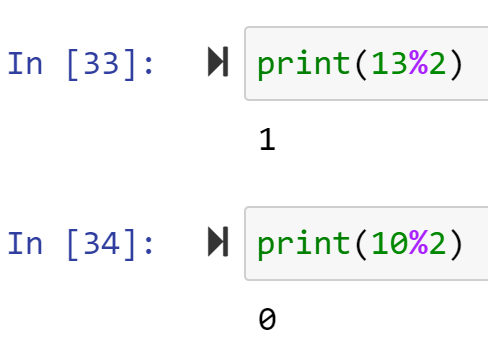 In [33]: print(13%2)
1
In [34]: print(10%2)
0